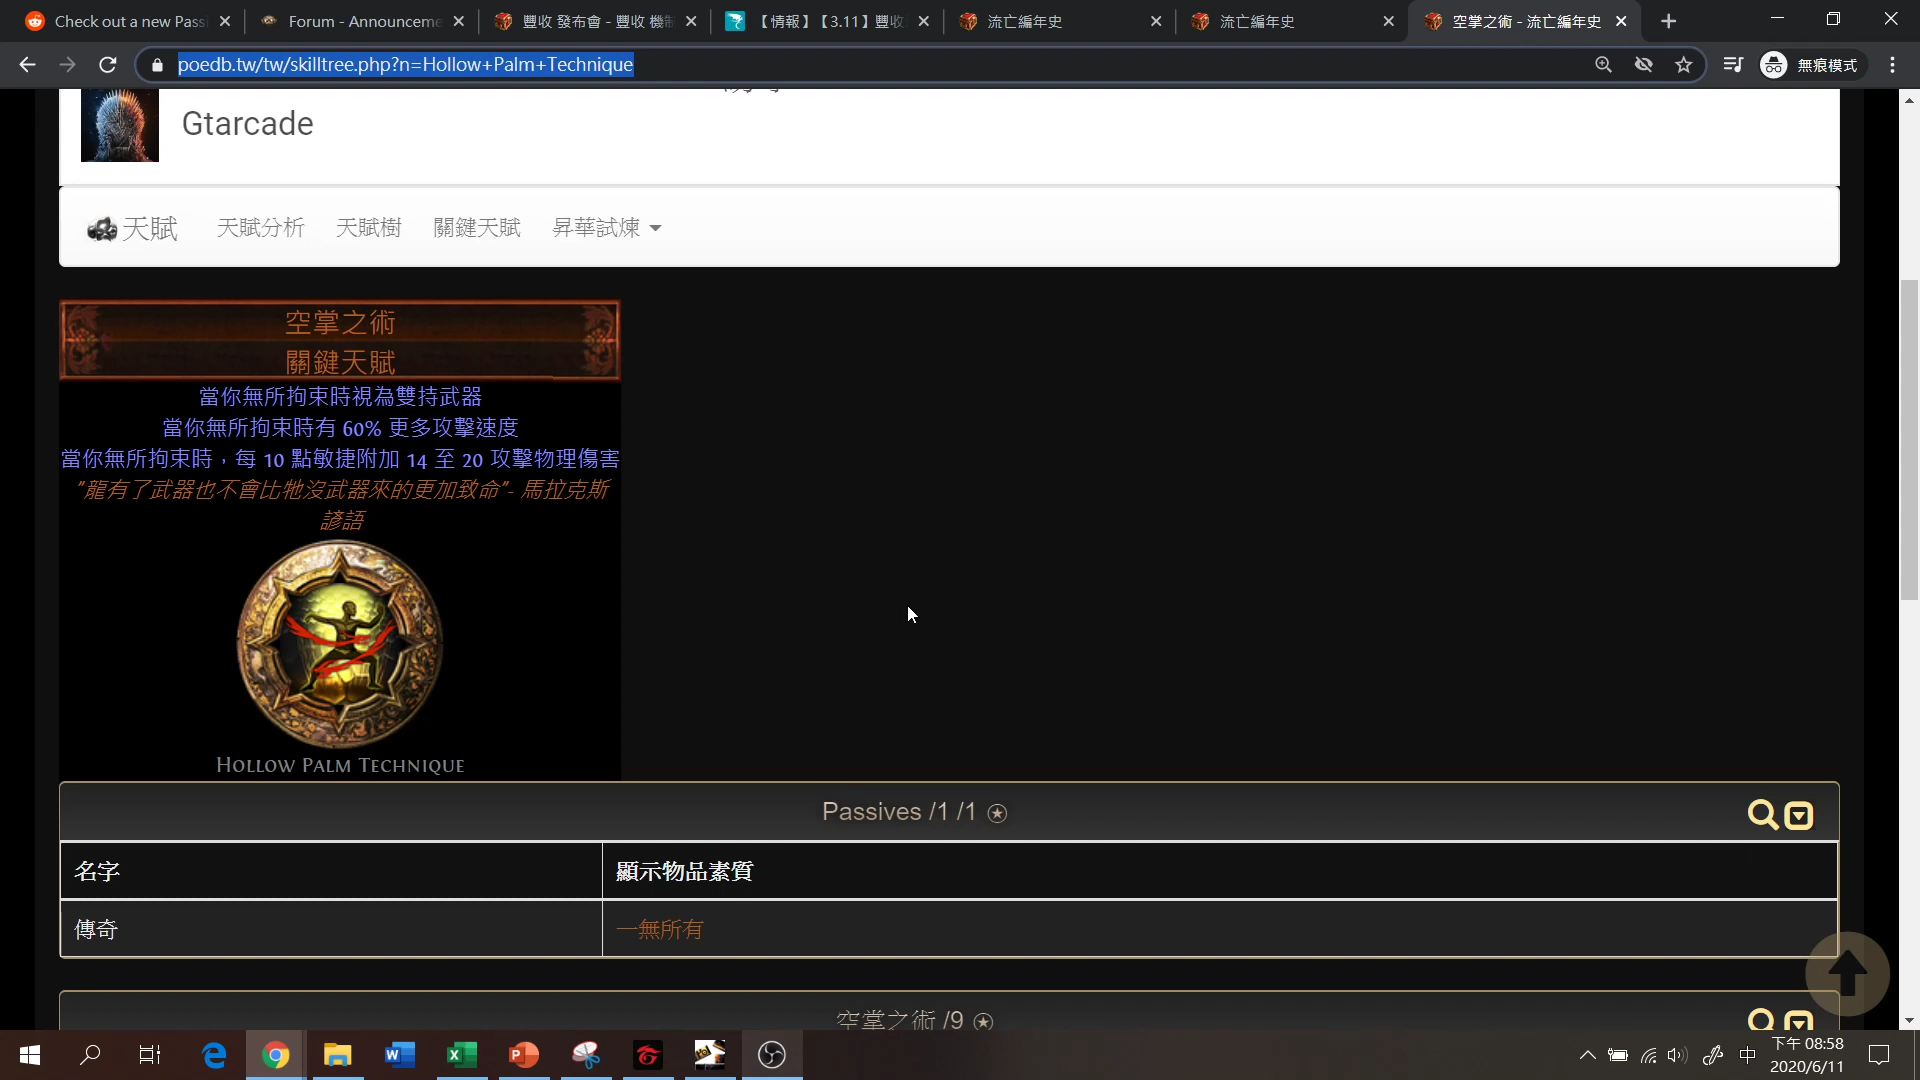 Check out a new Pass
Forum - Announceme
豐收 發布會 - 豐收 機制
【情報】【3.11】豐收
流亡編年史
流亡編年史
空掌之術 - 流亡編年史
poedb.tw/tw/skilltree.php?n=Hollow+Palm+Technique
無痕模式
Gtarcade
天賦 天賦分析 天賦樹 關鍵天賦 昇華試煉
空掌之術
關鍵天賦
當你無所拘束時視為雙持武器
當你無所拘束時有 60% 更多攻擊速度
當你無所拘束時，每 10 點敏捷附加 14 至 20 攻擊物理傷害
"龍有了武器也不會比牠沒武器來的更加致命"- 馬拉克斯
諺語
Hollow Palm Technique
Passives /1 /1
名字 顯示物品素質
傳奇 一無所有
空掌之術 /9
中
下午 08:58
2020/6/11